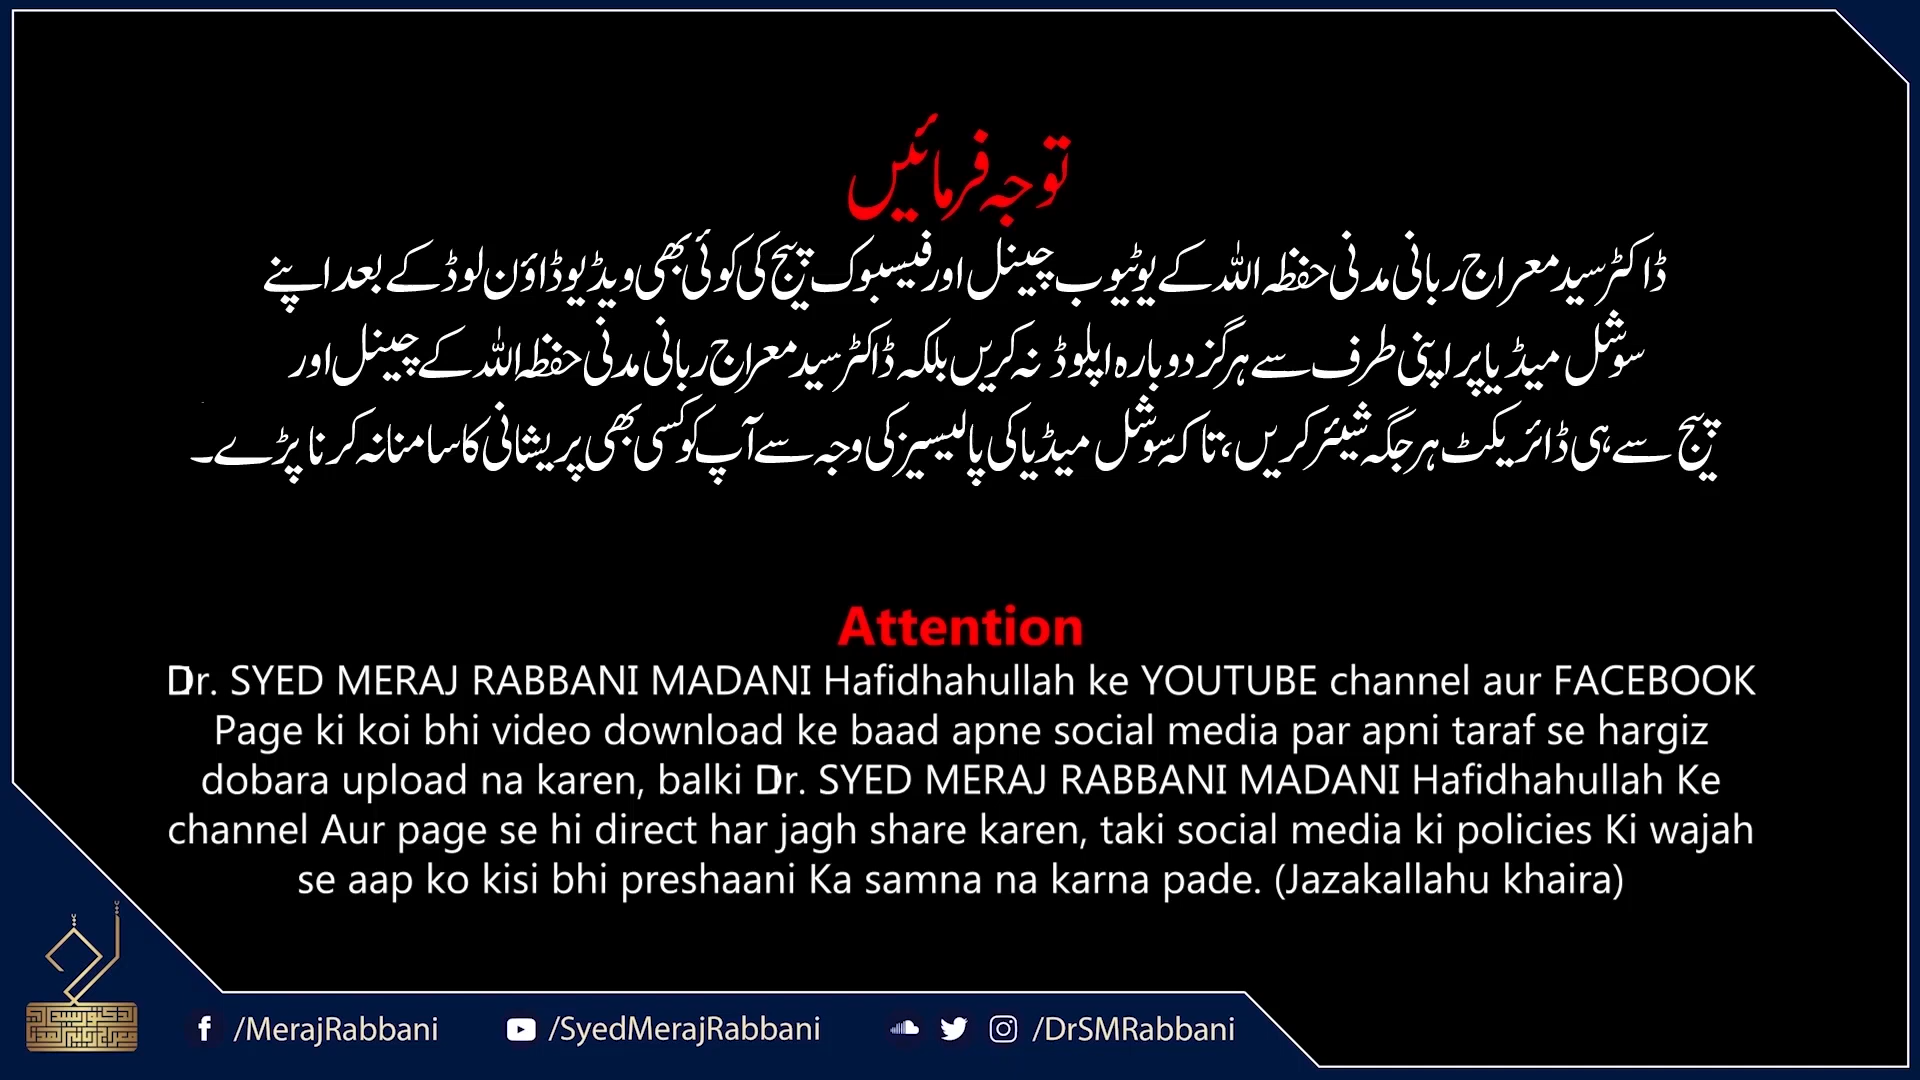 توجہ فرمائیں
ڈاکٹر سید معراج ربانی مدنی حفظہ اللہ کے یوٹیوب چینل اور فیسبوک پیج کی کوئی بھی ویڈیو ڈاؤن لوڈ کے بعد اپنے
سوشل میڈیا پر اپنی طرف سے ہرگز دوبارہ اپلوڈ نہ کریں بلکہ ڈاکٹر سید معراج ربانی مدنی حفظہ اللہ کے چینل اور
پیج سے ہی ڈائریکٹ ہر جگہ شیئر کریں، تاکہ سوشل میڈیا کی پالیسیز کی وجہ سے آپ کو کسی بھی پریشانی کا سامنا نہ کرنا پڑے۔
Attention
Dr. SYED MERAJ RABBANI MADANI Hafidhahullah ke YOUTUBE channel aur FACEBOOK
Page ki koi bhi video download ke baad apne social media par apni taraf se hargiz
dobara upload na karen, balki Dr. SYED MERAJ RABBANI MADANI Hafidhahullah Ke
channel Aur page se hi direct har jagh share karen, taki social media ki policies Ki wajah
se aap ko kisi bhi preshaani Ka samna na karna pade. (Jazakallahu khaira)
/MerajRabbani /SyedMerajRabbani /DrSMRabbani